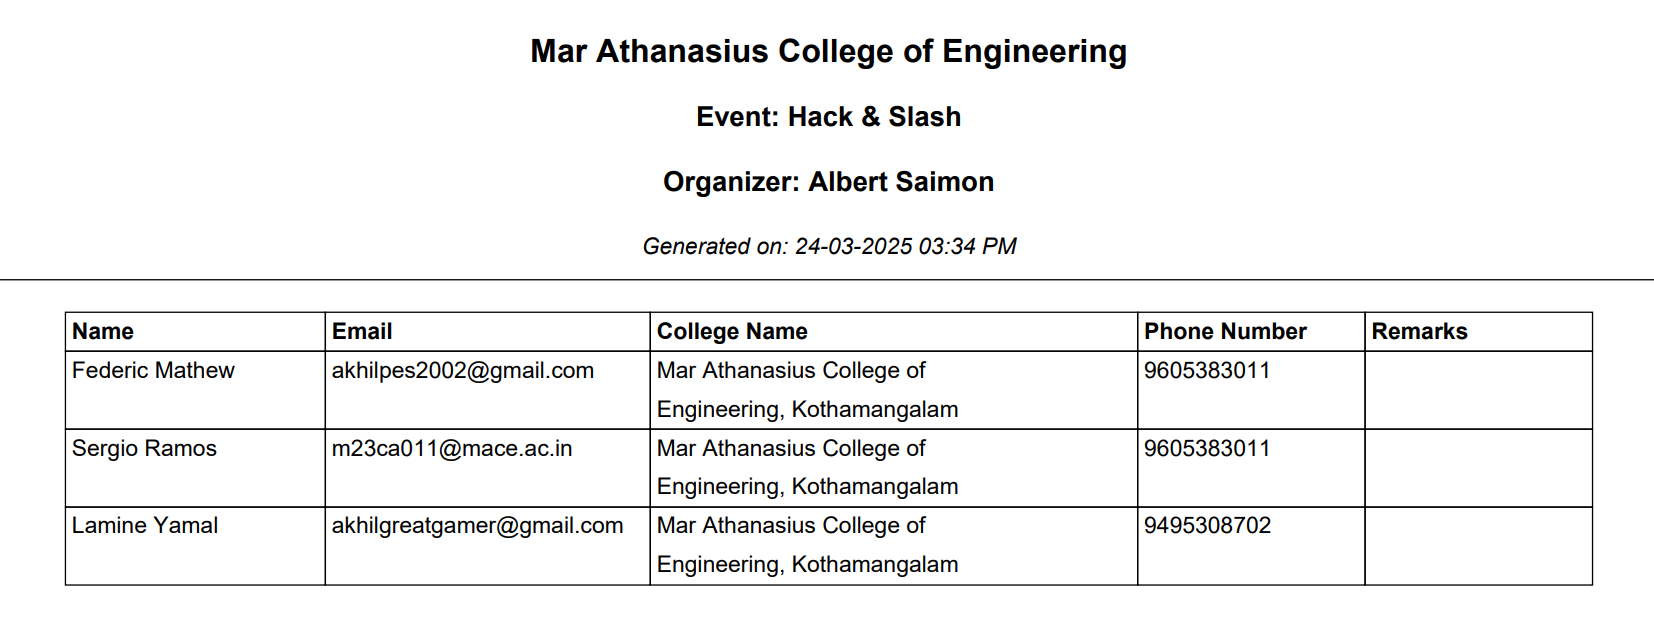 Mar Athanasius College of Engineering
Event: Hack & Slash
Organizer: Albert Saimon
Generated on: 24-03-2025 03:34 PM
Name Email College Name Phone Number Remarks
Federic Mathew akhilpes2002@gmail.com Mar Athanasius College of 9605383011
Engineering, Kothamangalam
Sergio Ramos m23ca011@mace.ac.in Mar Athanasius College of 9605383011
Engineering, Kothamangalam
Lamine Yamal akhilgreatgamer@gmail.com Mar Athanasius College of 9495308702
Engineering, Kothamangalam